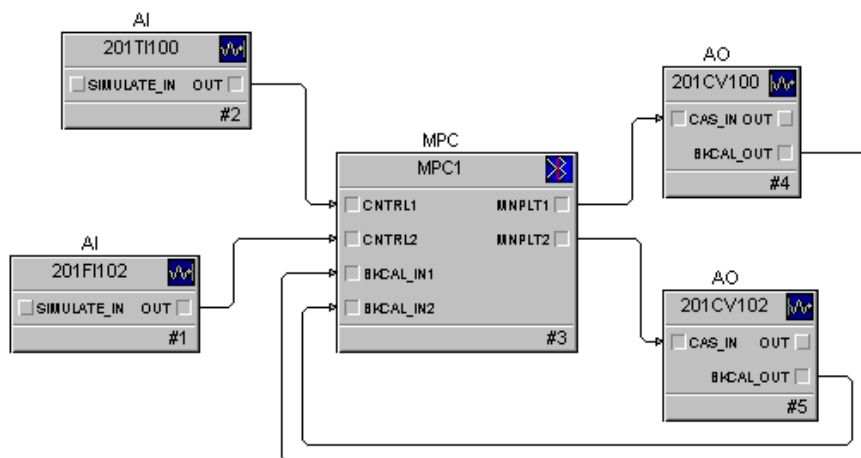 AI
201TI100
SIMULATE_IN OUT
#2
AI
201FI102
SIMULATE_IN OUT
#1
MPC
MPC1
CNTRL1 MNPLT1
CNTRL2 MNPLT2
BKCAL_IN1
BKCAL_IN2
#3
AO
201CV100
CAS_IN OUT
BKCAL_OUT
#4
AO
201CV102
CAS_IN OUT
BKCAL_OUT
#5